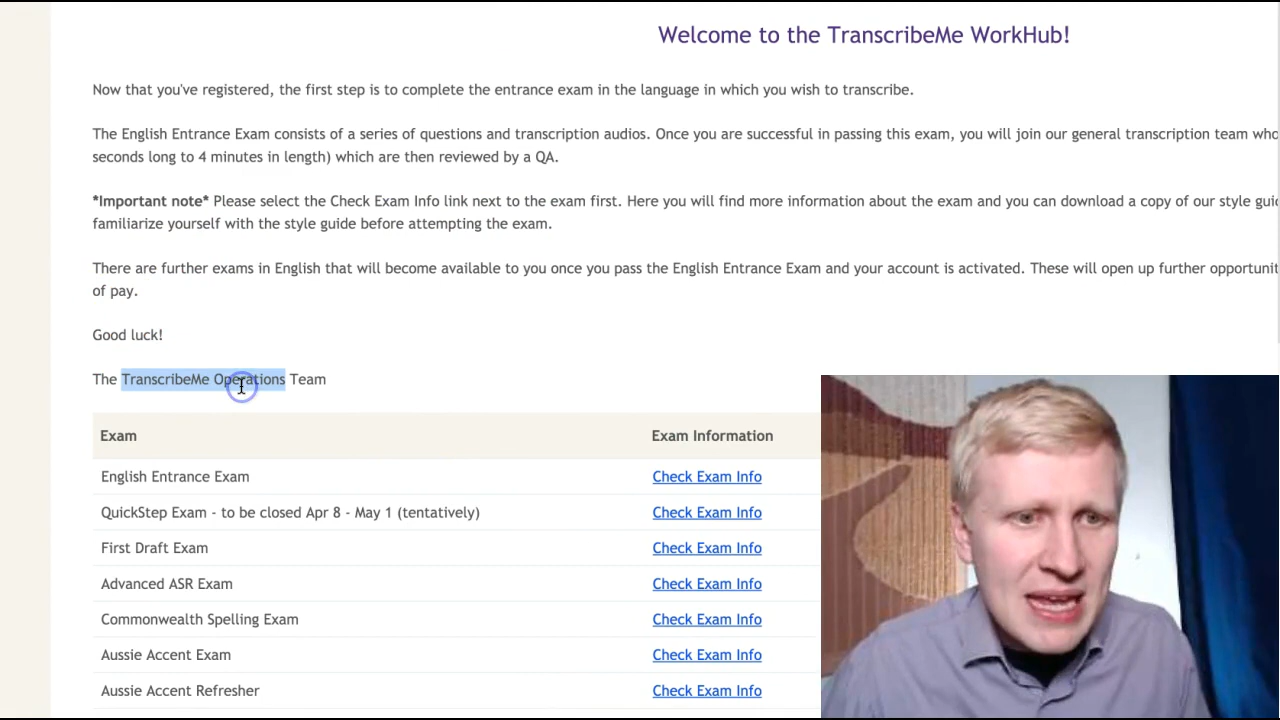 Welcome to the TranscribeMe WorkHub!
Now that you've registered, the first step is to complete the entrance exam in the language in which you wish to transcribe.
The English Entrance Exam consists of a series of questions and transcription audios. Once you are successful in passing this exam, you will join our general transcription team who
seconds long to 4 minutes in length) which are then reviewed by a QA.
*Important note* Please select the Check Exam Info link next to the exam first. Here you will find more information about the exam and you can download a copy of our style
familiarize yourself with the style guide before attempting the exam.
There are further exams in English that will become available to you once you pass the English Entrance Exam and your account is activated. These will open up further
of pay.
Good luck!
The TranscribeMe Operations Team
Exam Exam Information
English Entrance Exam Check Exam Info
QuickStep Exam - to be closed Apr 8 - May 1 (tentatively) Check Exam Info
First Draft Exam Check Exam Info
Advanced ASR Exam Check Exam Info
Commonwealth Spelling Exam Check Exam Info
Aussie Accent Exam Check Exam Info
Aussie Accent Refresher Check Exam Info